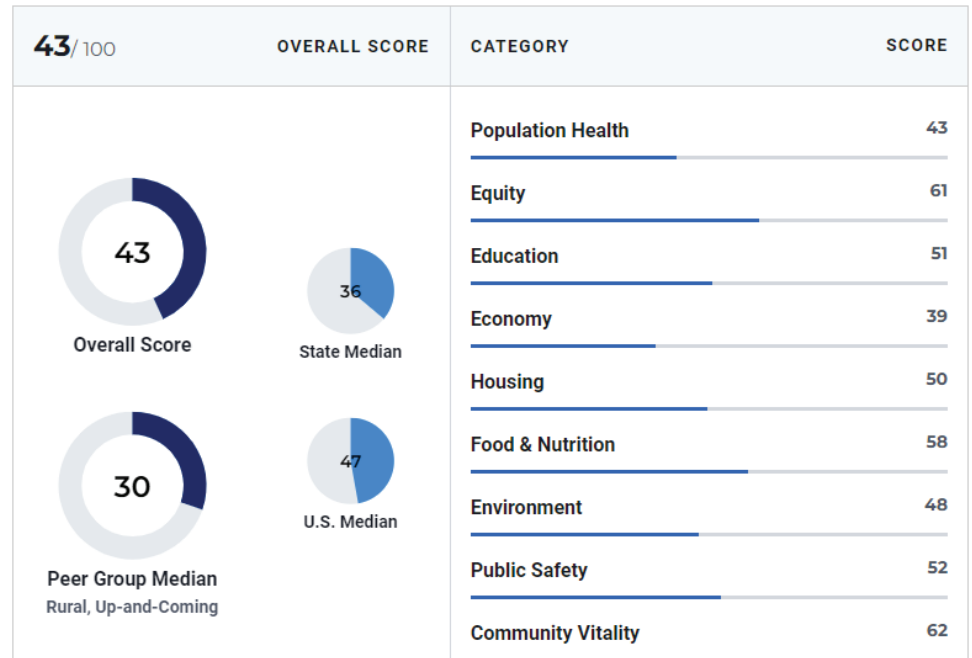 43/ 100 OVERALL SCORE
43
Overall Score
36
State Median
30
Peer Group Median
Rural, Up-and-Coming
47
U.S. Median
CATEGORY SCORE
Population Health 43
Equity 61
Education 51
Economy 39
Housing 50
Food & Nutrition 58
Environment 48
Public Safety 52
Community Vitality 62